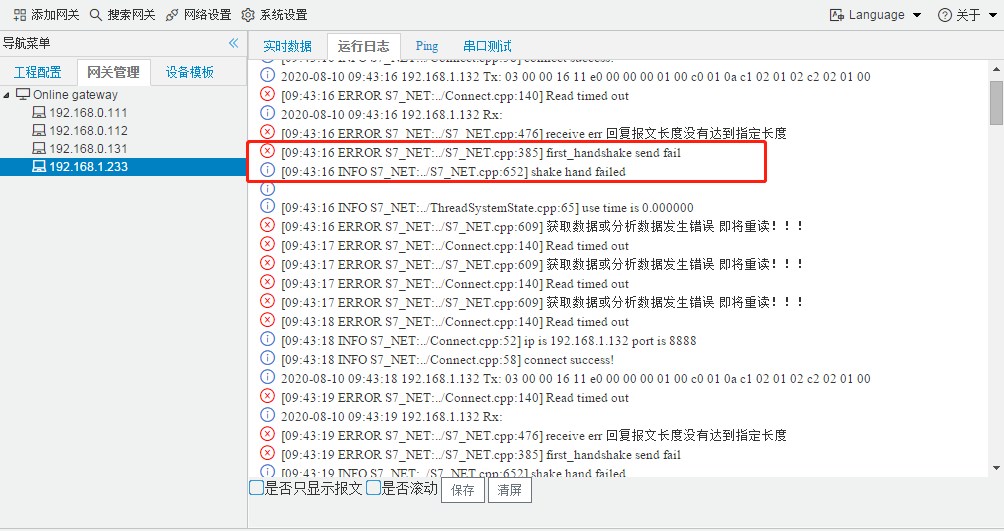 添加网关 搜索网关 网络设置 系统设置 Language 关于
导航菜单
工程配置 网关管理 设备模板
Online gateway
192.168.0.111
192.168.0.112
192.168.0.131
192.168.1.233
实时数据 运行日志 Ping 串口测试
[09:43:16 INFO S7_NET:../Connect.cpp:58] connect success!
2020-08-10 09:43:16 192.168.1.132 Tx: 03 00 00 16 11 e0 00 00 00 01 00 c0 01 0a c1 02 01 02 c2 02 01 00
[09:43:16 ERROR S7_NET:../Connect.cpp:140] Read timed out
2020-08-10 09:43:16 192.168.1.132 Rx:
[09:43:16 ERROR S7_NET:../S7_NET.cpp:476] receive err 回复报文长度没有达到指定长度
[09:43:16 ERROR S7_NET:../S7_NET.cpp:385] first_handshake send fail
[09:43:16 INFO S7_NET:../S7_NET.cpp:652] shake hand failed
[09:43:16 INFO S7_NET:../ThreadSystemState.cpp:65] use time is 0.000000
[09:43:16 ERROR S7_NET:../S7_NET.cpp:609] 获取数据或分析数据发生错误 即将重读！！！
[09:43:17 ERROR S7_NET:../Connect.cpp:140] Read timed out
[09:43:17 ERROR S7_NET:../S7_NET.cpp:609] 获取数据或分析数据发生错误 即将重读！！！
[09:43:17 ERROR S7_NET:../Connect.cpp:140] Read timed out
[09:43:17 ERROR S7_NET:../S7_NET.cpp:609] 获取数据或分析数据发生错误 即将重读！！！
[09:43:18 ERROR S7_NET:../Connect.cpp:140] Read timed out
[09:43:18 INFO S7_NET:../Connect.cpp:52] ip is 192.168.1.132 port is 8888
[09:43:18 INFO S7_NET:../Connect.cpp:58] connect success!
2020-08-10 09:43:18 192.168.1.132 Tx: 03 00 00 16 11 e0 00 00 00 01 00 c0 01 0a c1 02 01 02 c2 02 01 00
[09:43:19 ERROR S7_NET:../Connect.cpp:140] Read timed out
2020-08-10 09:43:19 192.168.1.132 Rx:
[09:43:19 ERROR S7_NET:../S7_NET.cpp:476] receive err 回复报文长度没有达到指定长度
[09:43:19 ERROR S7_NET:../S7_NET.cpp:385] first_handshake send fail
[09:43:19 INFO S7_NET:../S7_NET.cpp:652] shake hand failed
是否只显示报文 是否滚动 保存 清屏